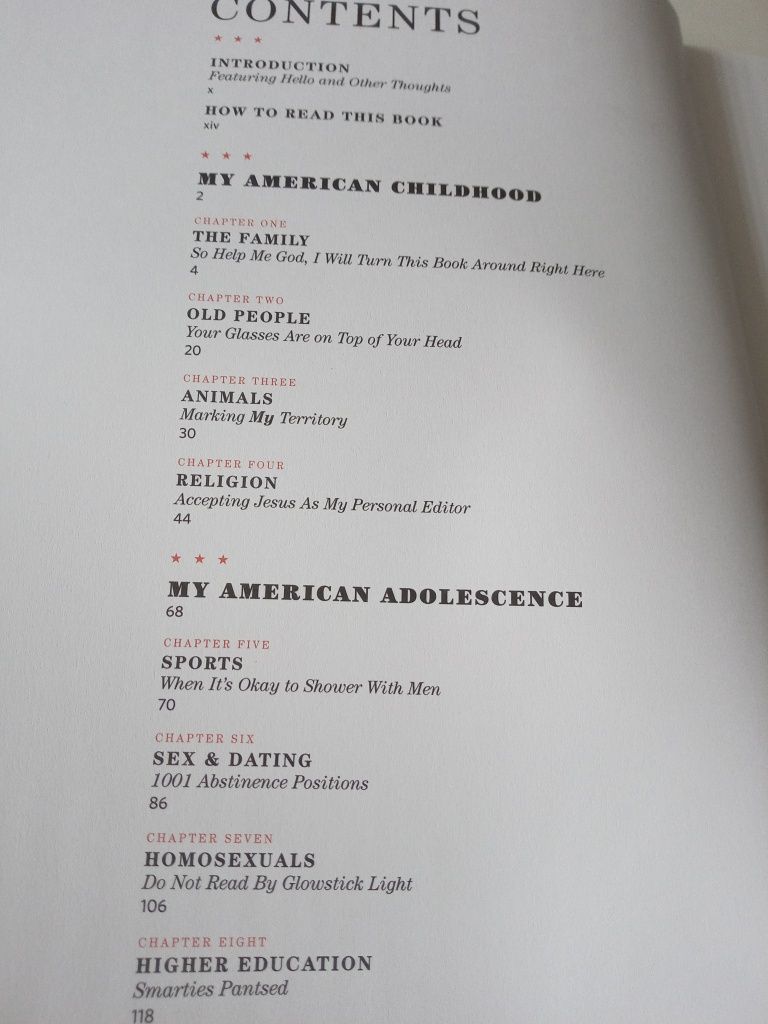 CONTENTS
★ ★ ★
INTRODUCTION
Featuring Hello and Other Thoughts
x
HOW TO READ THIS BOOK
xiv
★ ★ ★
MY AMERICAN CHILDHOOD
2
CHAPTER ONE
THE FAMILY
So Help Me God, I Will Turn This Book Around Right Here
4
CHAPTER TWO
OLD PEOPLE
Your Glasses Are on Top of Your Head
20
CHAPTER THREE
ANIMALS
Marking My Territory
30
CHAPTER FOUR
RELIGION
Accepting Jesus As My Personal Editor
44
★ ★ ★
MY AMERICAN ADOLESCENCE
68
CHAPTER FIVE
SPORTS
When It's Okay to Shower With Men
70
CHAPTER SIX
SEX & DATING
1001 Abstinence Positions
86
CHAPTER SEVEN
HOMOSEXUALS
Do Not Read By Glowstick Light
106
CHAPTER EIGHT
HIGHER EDUCATION
Smarties Pantsed
118